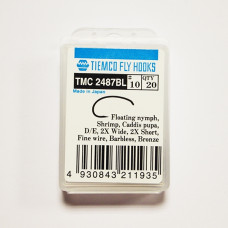 TIEMCO FLY HOOKS
TMC 2487BL
Made in Japan
# 10
QTY 20
Floating nymph,
Shrimp, Caddis pupa,
D/E, 2X Wide, 2X Short,
Fine wire, Barbless, Bronze
4 930843 211935